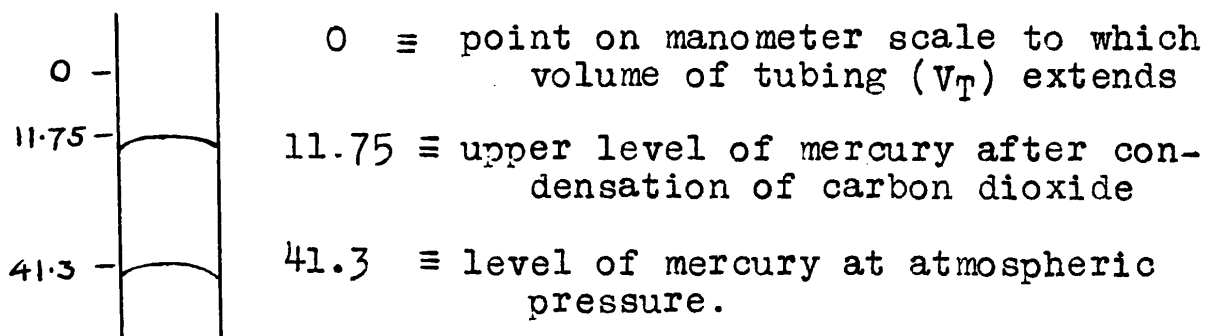 0 ≡ point on manometer scale to which
volume of tubing (V_T) extends
0
11.75
11.75 ≡ upper level of mercury after con-
densation of carbon dioxide
41.3
41.3 ≡ level of mercury at atmospheric
pressure.